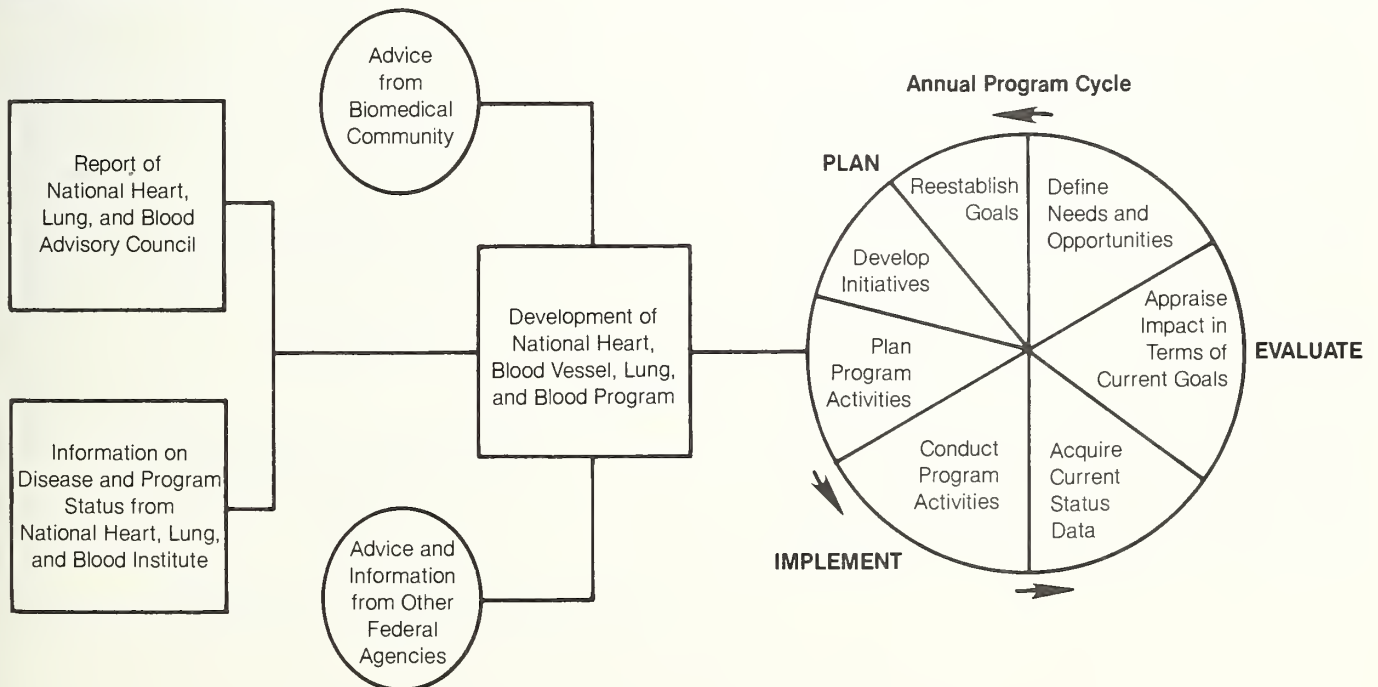 Advice
from
Biomedical
Community
Report of
National Heart,
Lung, and Blood
Advisory Council
Information on
Disease and Program
Status from
National Heart, Lung,
and Blood Institute
Advice and
Information
from Other
Federal
Agencies
Development of
National Heart,
Blood Vessel, Lung,
and Blood Program
Annual Program Cycle
PLAN
Reestablish
Goals
Define
Needs and
Opportunities
Develop
Initiatives
Appraise
Impact in
Terms of
Current Goals
EVALUATE
Plan
Program
Activities
Conduct
Program
Activities
Acquire
Current
Status
Data
IMPLEMENT